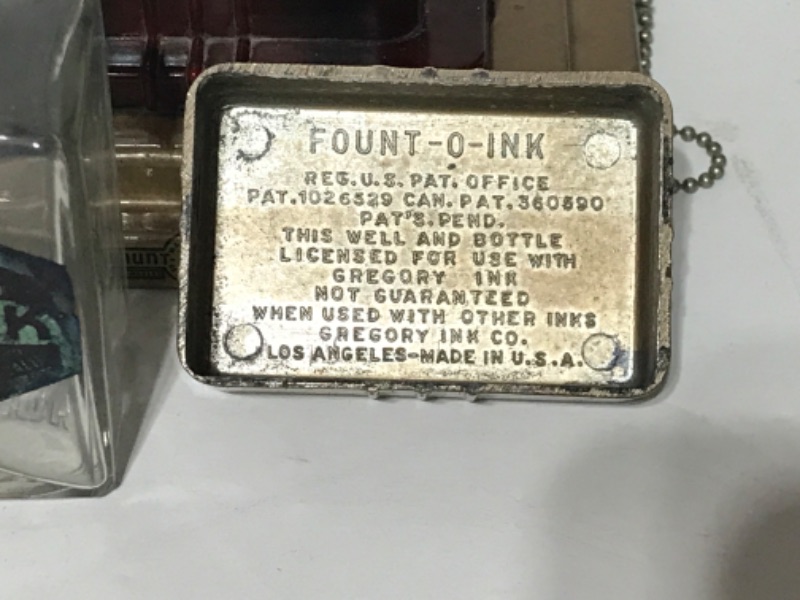 FOUNT-O-INK
REG. U.S. PAT. OFFICE
PAT. 1026529 CAN. PAT. 360590
PAT'S. PEND.
THIS WELL AND BOTTLE
LICENSED FOR USE WITH
GREGORY INK
NOT GUARANTEED
WHEN USED WITH OTHER INKS
GREGORY INK CO.
LOS ANGELES-MADE IN U.S.A.